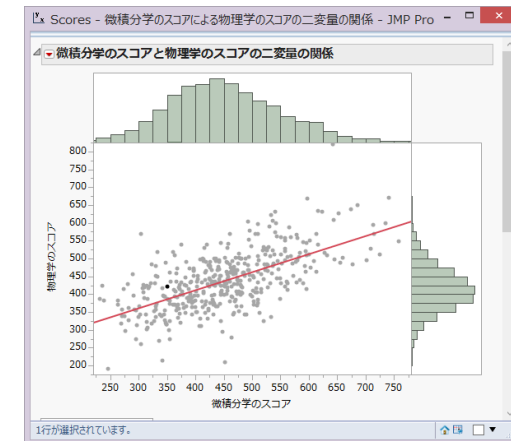 Scores - 微積分学のスコアによる物理学のスコアの二変量の関係 - JMP Pro
微積分学のスコアと物理学のスコアの二変量の関係
800
750
700
650
600
550
500
450
400
350
300
250
200
物理学のスコア
250 300 350 400 450 500 550 600 650 700 750
微積分学のスコア
1行が選択されています。